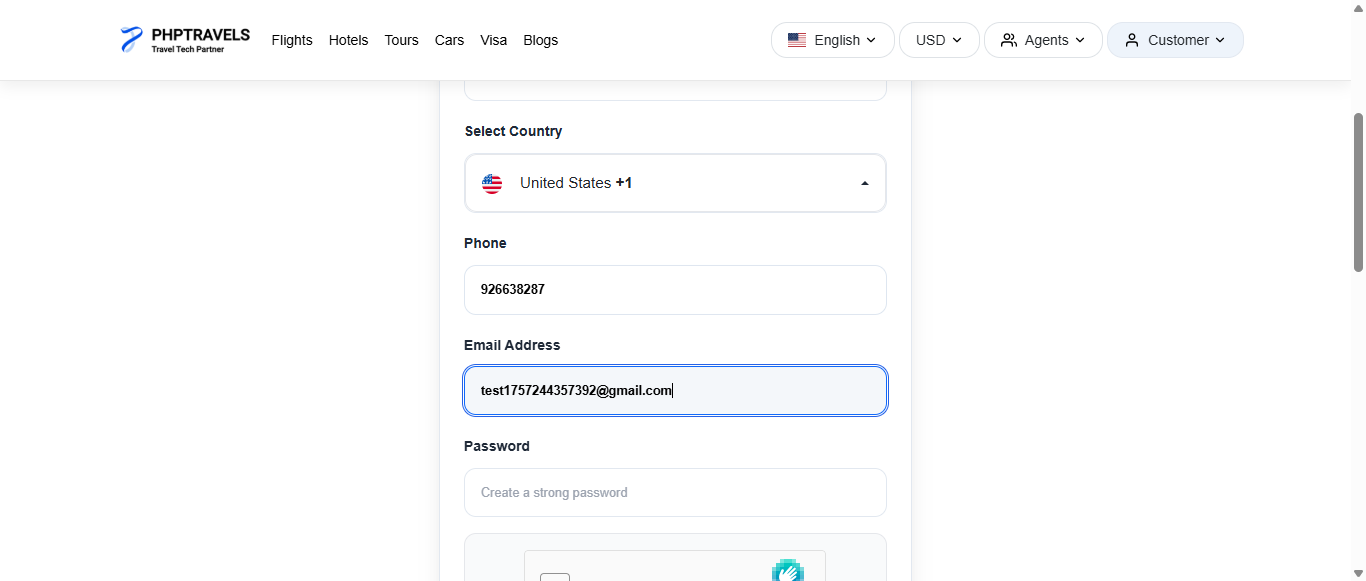 PHPTRAVELS
Travel Tech Partner
Flights Hotels Tours Cars Visa Blogs
English USD Agents Customer
Select Country
United States +1
Phone
926638287
Email Address
test1757244357392@gmail.com
Password
Create a strong password